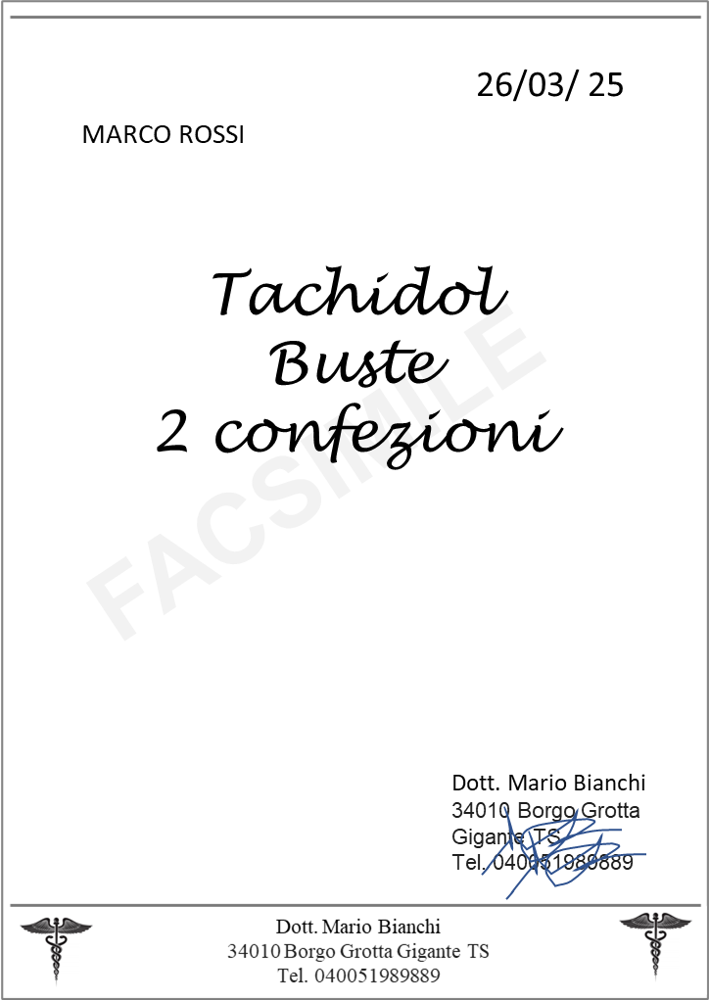 26/03/ 25
MARCO ROSSI
Tachidol
Buste
2 confezioni
FACSIMILE
Dott. Mario Bianchi
34010 Borgo Grotta
Gigante TS
Tel. 040051989889
Dott. Mario Bianchi
34010 Borgo Grotta Gigante TS
Tel. 040051989889